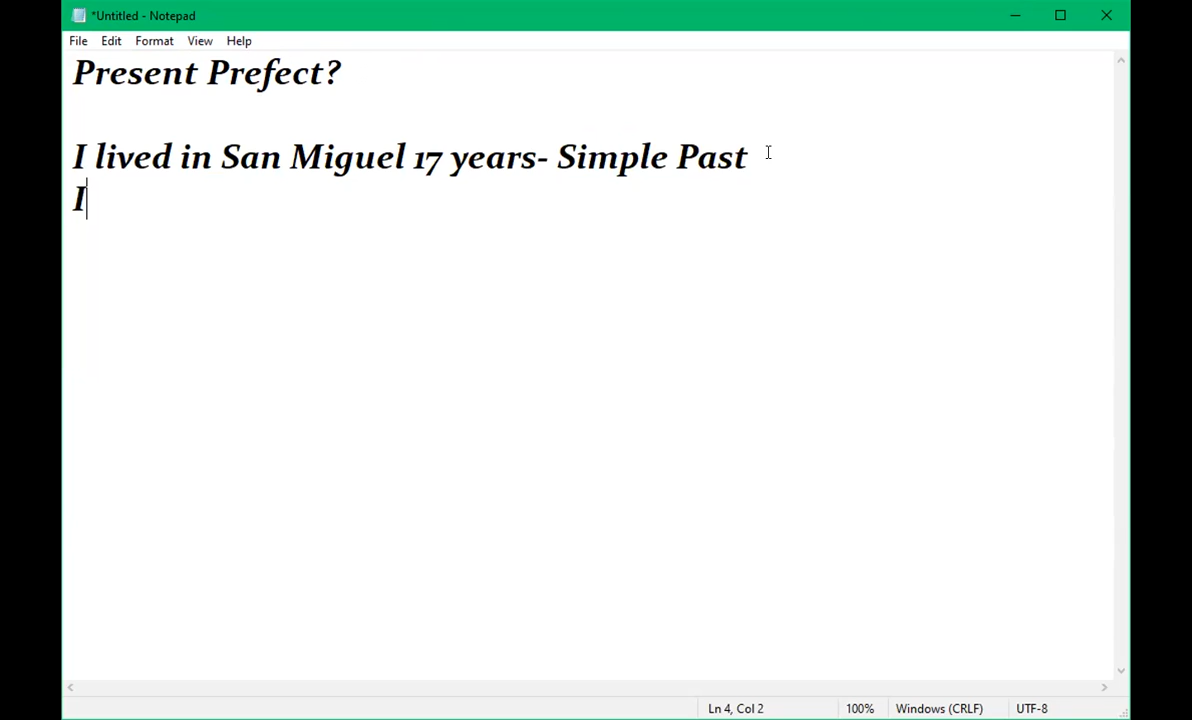 *Untitled - Notepad
File Edit Format View Help
Present Prefect?
I lived in San Miguel 17 years- Simple Past
I
Ln 4, Col 2 100% Windows (CRLF) UTF-8